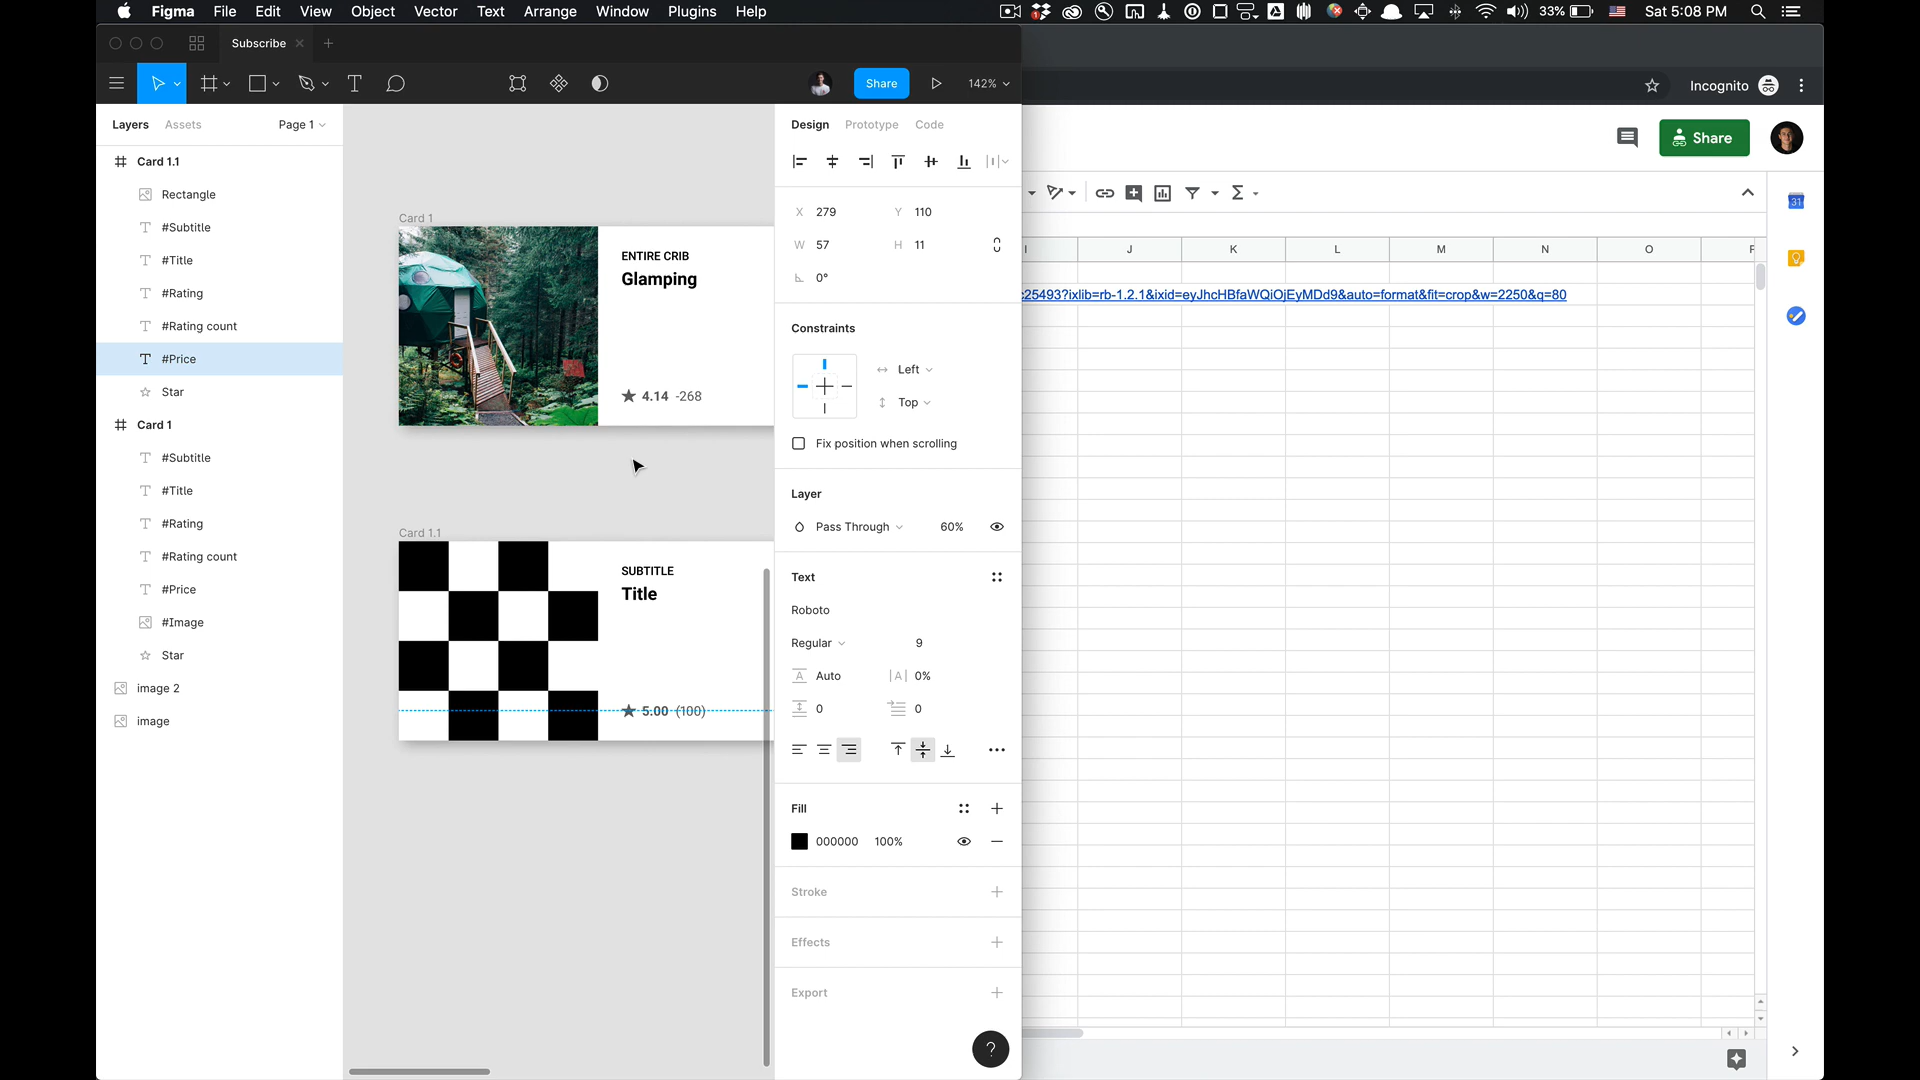 Figma File Edit View Object Vector Text Arrange Window Plugins Help
33% Sat 5:08 PM
Subscribe
Share 142%
Incognito
Layers Assets Page 1
Card 1.1
Rectangle
#Subtitle
#Title
#Rating
#Rating count
#Price
Star
Card 1
#Subtitle
#Title
#Rating
#Rating count
#Price
#Image
Star
image 2
image
Card 1
ENTIRE CRIB
Glamping
4.14 -268
Card 1.1
SUBTITLE
Title
5.00 (100)
Design Prototype Code
X 279 Y 110
W 57 H 11
0°
Constraints
Left
Top
Fix position when scrolling
Layer
Pass Through 60%
Text
Roboto
Regular 9
A Auto |A| 0%
0 0
Fill
000000 100%
Stroke
Effects
Export
?
Share
31
I J K L M N O
c25493?ixlib=rb-1.2.1&ixid=eyJhcHBfaWQiOjEyMDd9&auto=format&fit=crop&w=2250&q=80